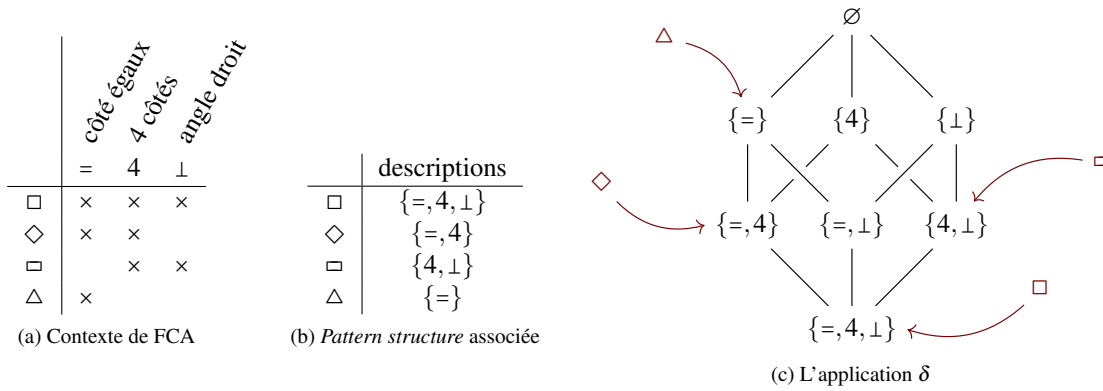 côté égaux
4 côtés
angle droit
= 4 ⊥
□ × × ×
◇ × ×
▭ × ×
△ ×
(a) Contexte de FCA
descriptions
□ {=,4,⊥}
◇ {=,4}
▭ {4,⊥}
△ {=}
(b) Pattern structure associée
∅
△
{=} {4} {⊥}
◇ ▭
{=,4} {=,⊥} {4,⊥}
□
{=,4,⊥}
(c) L'application δ